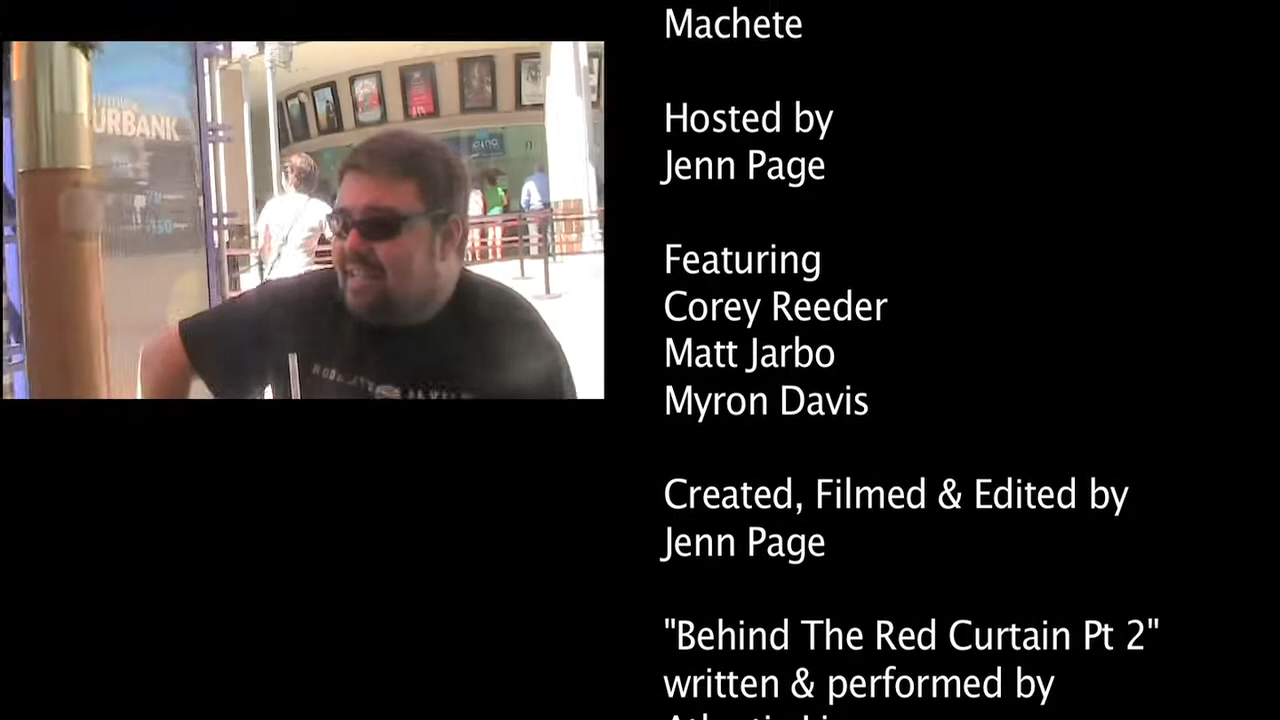 URBANK
Machete
Hosted by
Jenn Page
Featuring
Corey Reeder
Matt Jarbo
Myron Davis
Created, Filmed & Edited by
Jenn Page
"Behind The Red Curtain Pt 2"
written & performed by